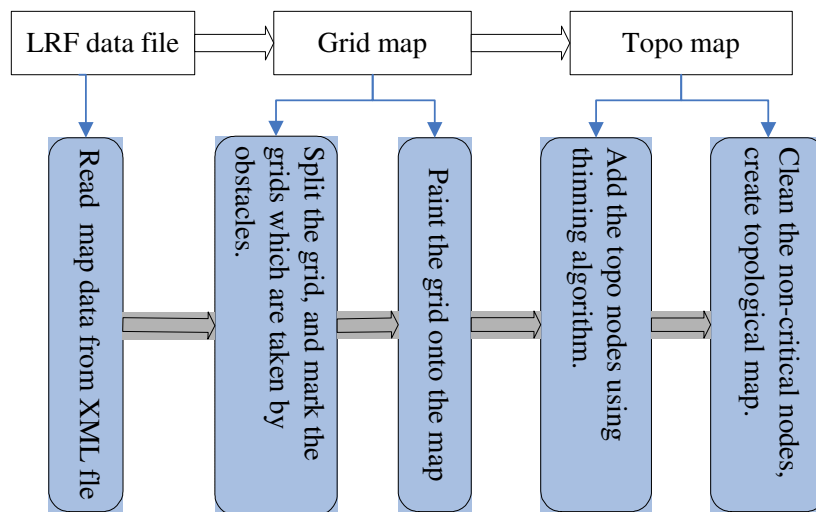 LRF data file
Grid map
Topo map
Read map data from XML fle
Split the grid, and mark the
grids which are taken by
obstacles.
Paint the grid onto the map
Add the topo nodes using
thinning algorithm.
Clean the non-critical nodes,
create topological map.